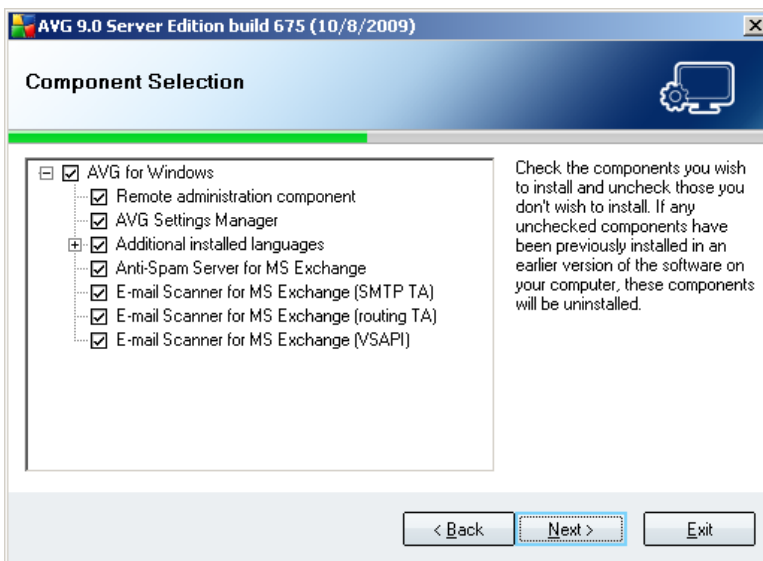 AVG 9.0 Server Edition build 675 (10/8/2009)
Component Selection
AVG for Windows
Remote administration component
AVG Settings Manager
Additional installed languages
Anti-Spam Server for MS Exchange
E-mail Scanner for MS Exchange (SMTP TA)
E-mail Scanner for MS Exchange (routing TA)
E-mail Scanner for MS Exchange (VSAPI)
Check the components you wish
to install and uncheck those you
don't wish to install. If any
unchecked components have
been previously installed in an
earlier version of the software on
your computer, these components
will be uninstalled.
< Back
Next >
Exit